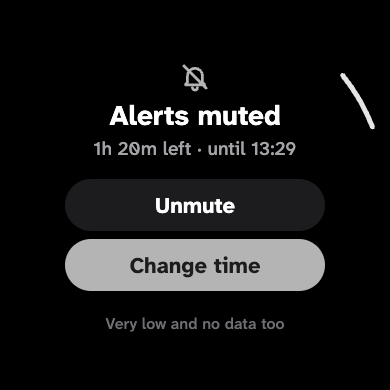 Alerts muted
1h 20m left · until 13:29
Unmute
Change time
Very low and no data too